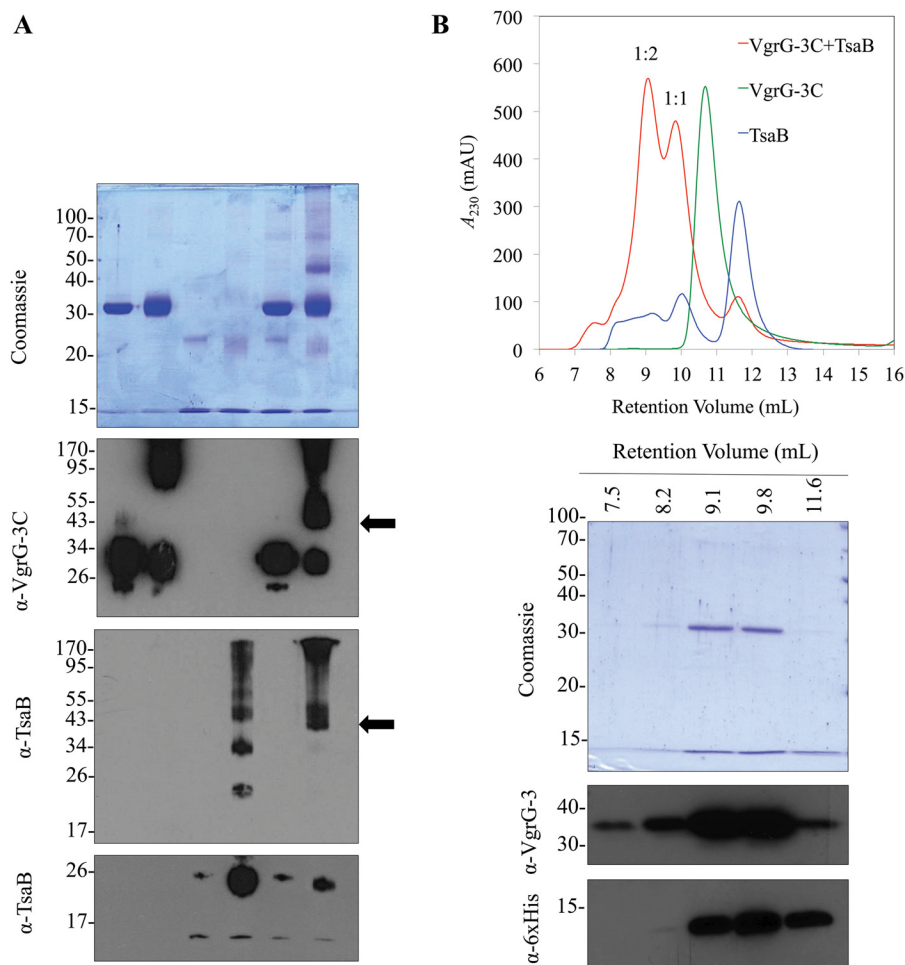 A
100-
70-
50-
40-
30-
20-
15-
Coomassie
170-
95-
55-
43-
34-
26-
α-VgrG-3C
170-
95-
55-
43-
34-
26-
17-
α-TsaB
26-
17-
α-TsaB
B
700
600
500
400
300
200
100
0
A230 (mAU)
1:2
1:1
VgrG-3C+TsaB
VgrG-3C
TsaB
6 7 8 9 10 11 12 13 14 15 16
Retention Volume (mL)
Retention Volume (mL)
7.5 8.2 9.1 9.8 11.6
100-
70-
50-
40-
30-
20-
15-
Coomassie
40-
30-
α-VgrG-3
15-
α-6xHis